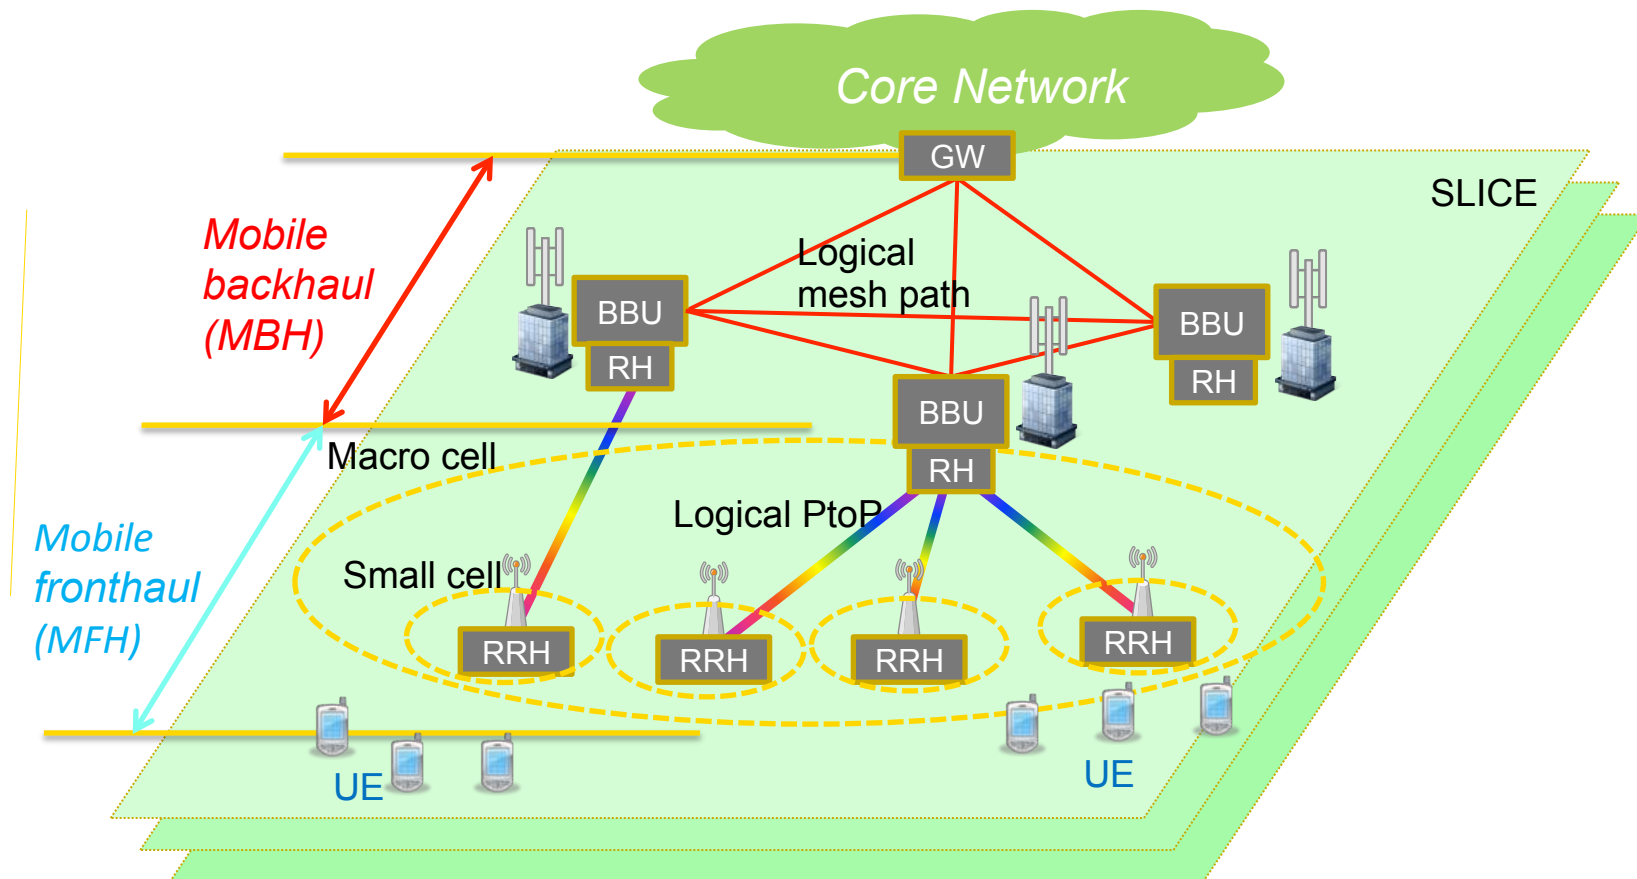 Core Network
GW
SLICE
Mobile
backhaul
(MBH)
Logical
mesh path
BBU
RH
BBU
RH
BBU
RH
Macro cell
Logical PtoP
Mobile
fronthaul
(MFH)
Small cell
RRH
RRH
RRH
RRH
UE
UE